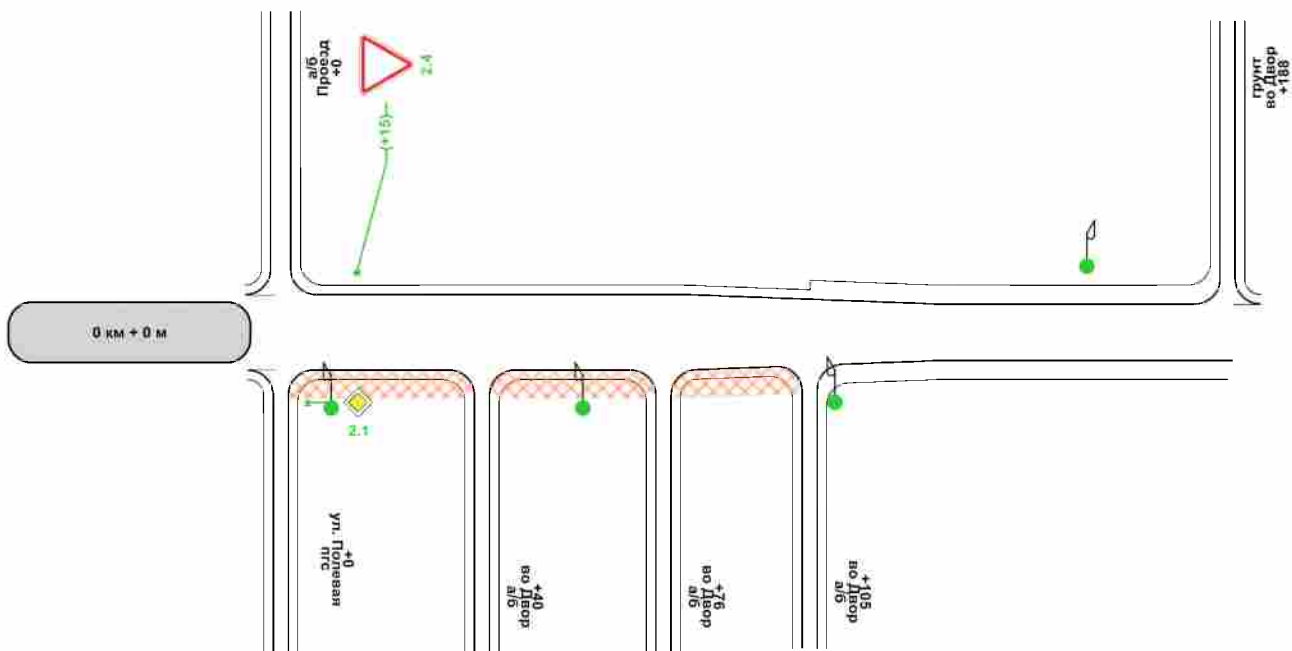 +0
Проезд
а/б
2.4
(+15)
грунт
во Двор
+188
0 км + 0 м
2.1
+0
ул. Полевая
пгс
+40
во Двор
а/б
+76
во Двор
а/б
+105
во Двор
а/б